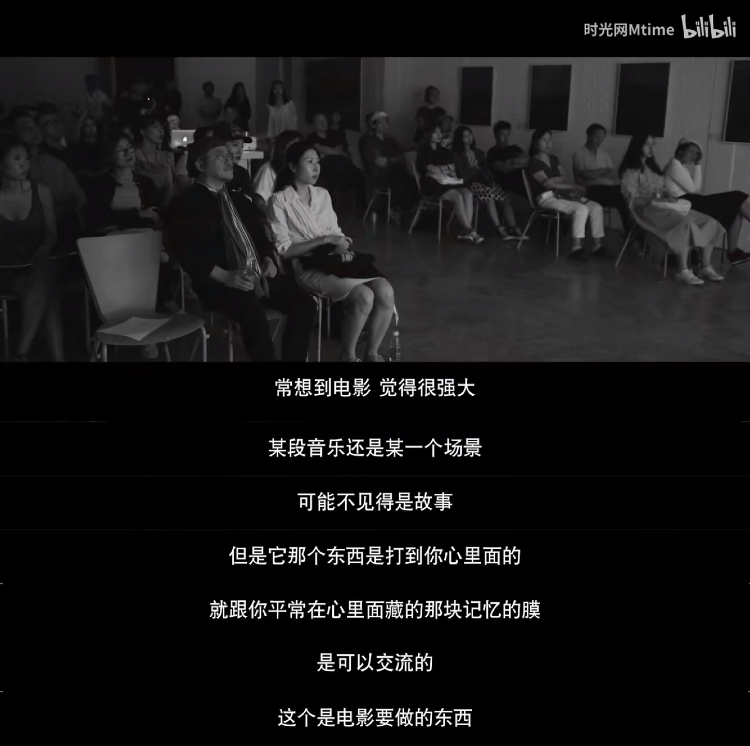 时光网Mtime bilibili
常想到电影 觉得很强大
某段音乐还是某一个场景
可能不见得是故事
但是它那个东西是打到你心里面的
就跟你平常在心里面藏的那块记忆的膜
是可以交流的
这个是电影要做的东西